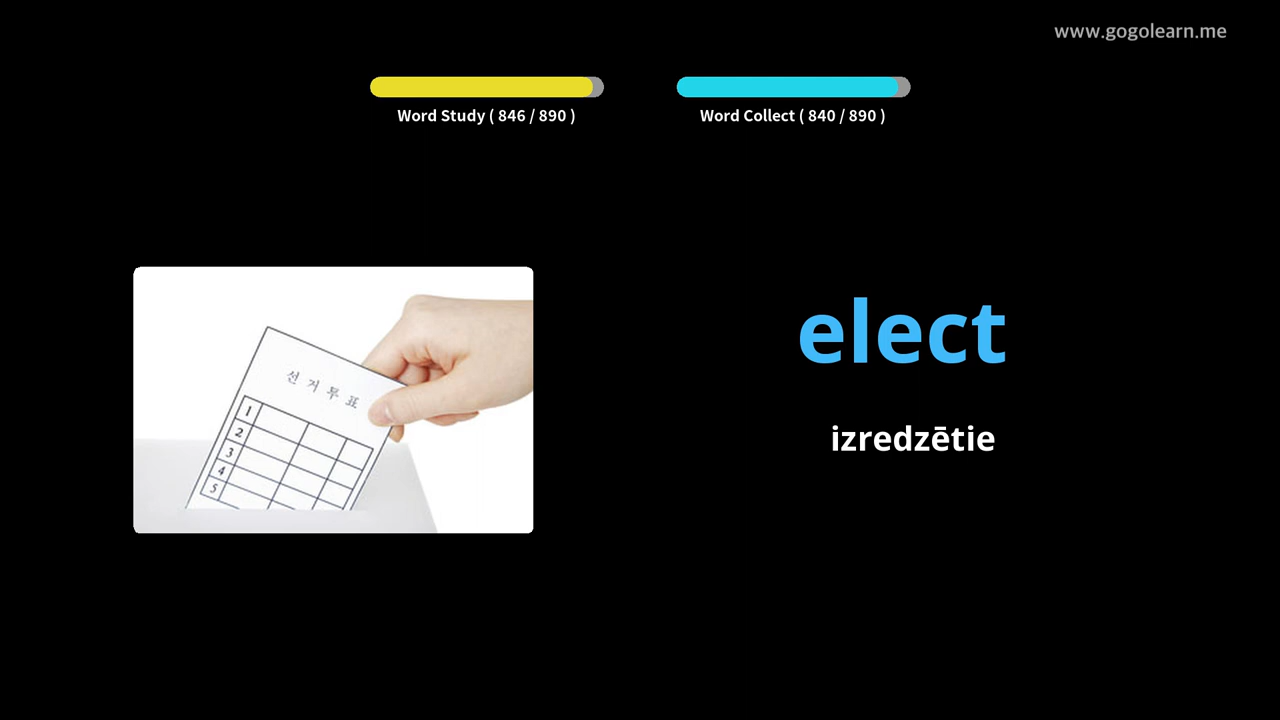 www.gogolearn.me
Word Study ( 846 / 890 )
Word Collect ( 840 / 890 )
선거투표
1
2
3
4
5
elect
izredzētie